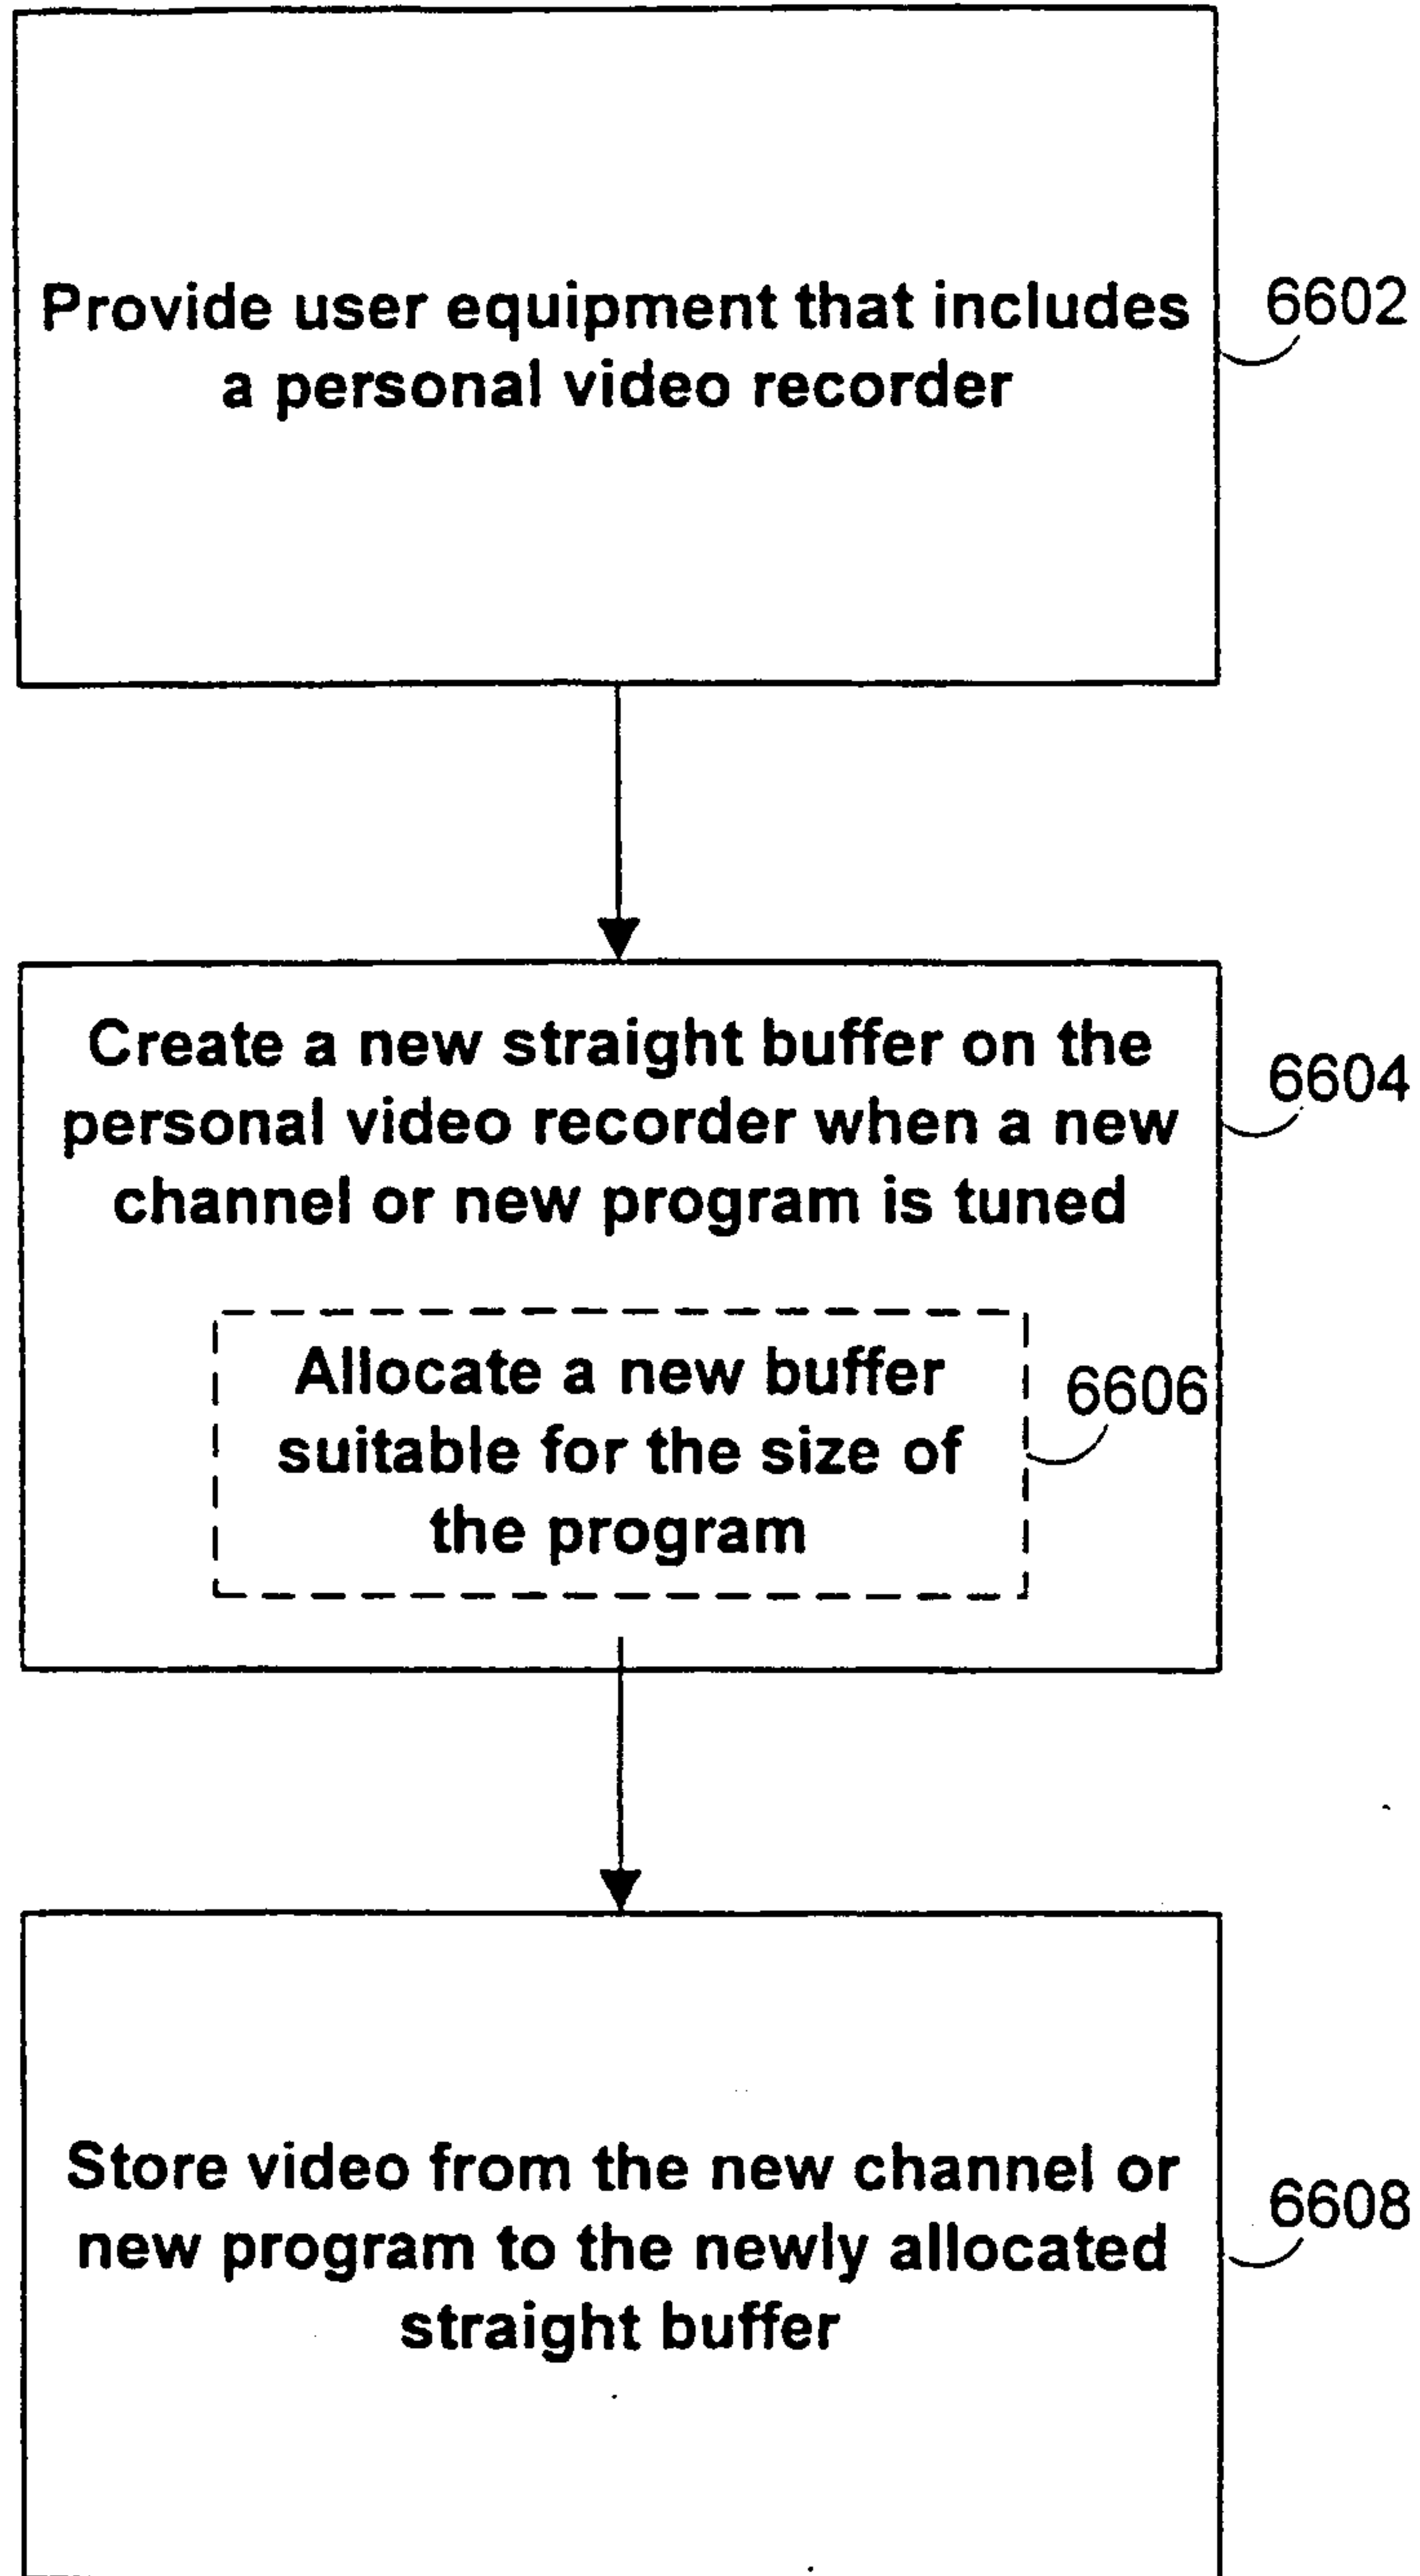 Provide user equipment that includes
a personal video recorder
6602
Create a new straight buffer on the
personal video recorder when a new
channel or new program is tuned
6604
Allocate a new buffer
suitable for the size of
the program
6606
Store video from the new channel or
new program to the newly allocated
straight buffer
6608